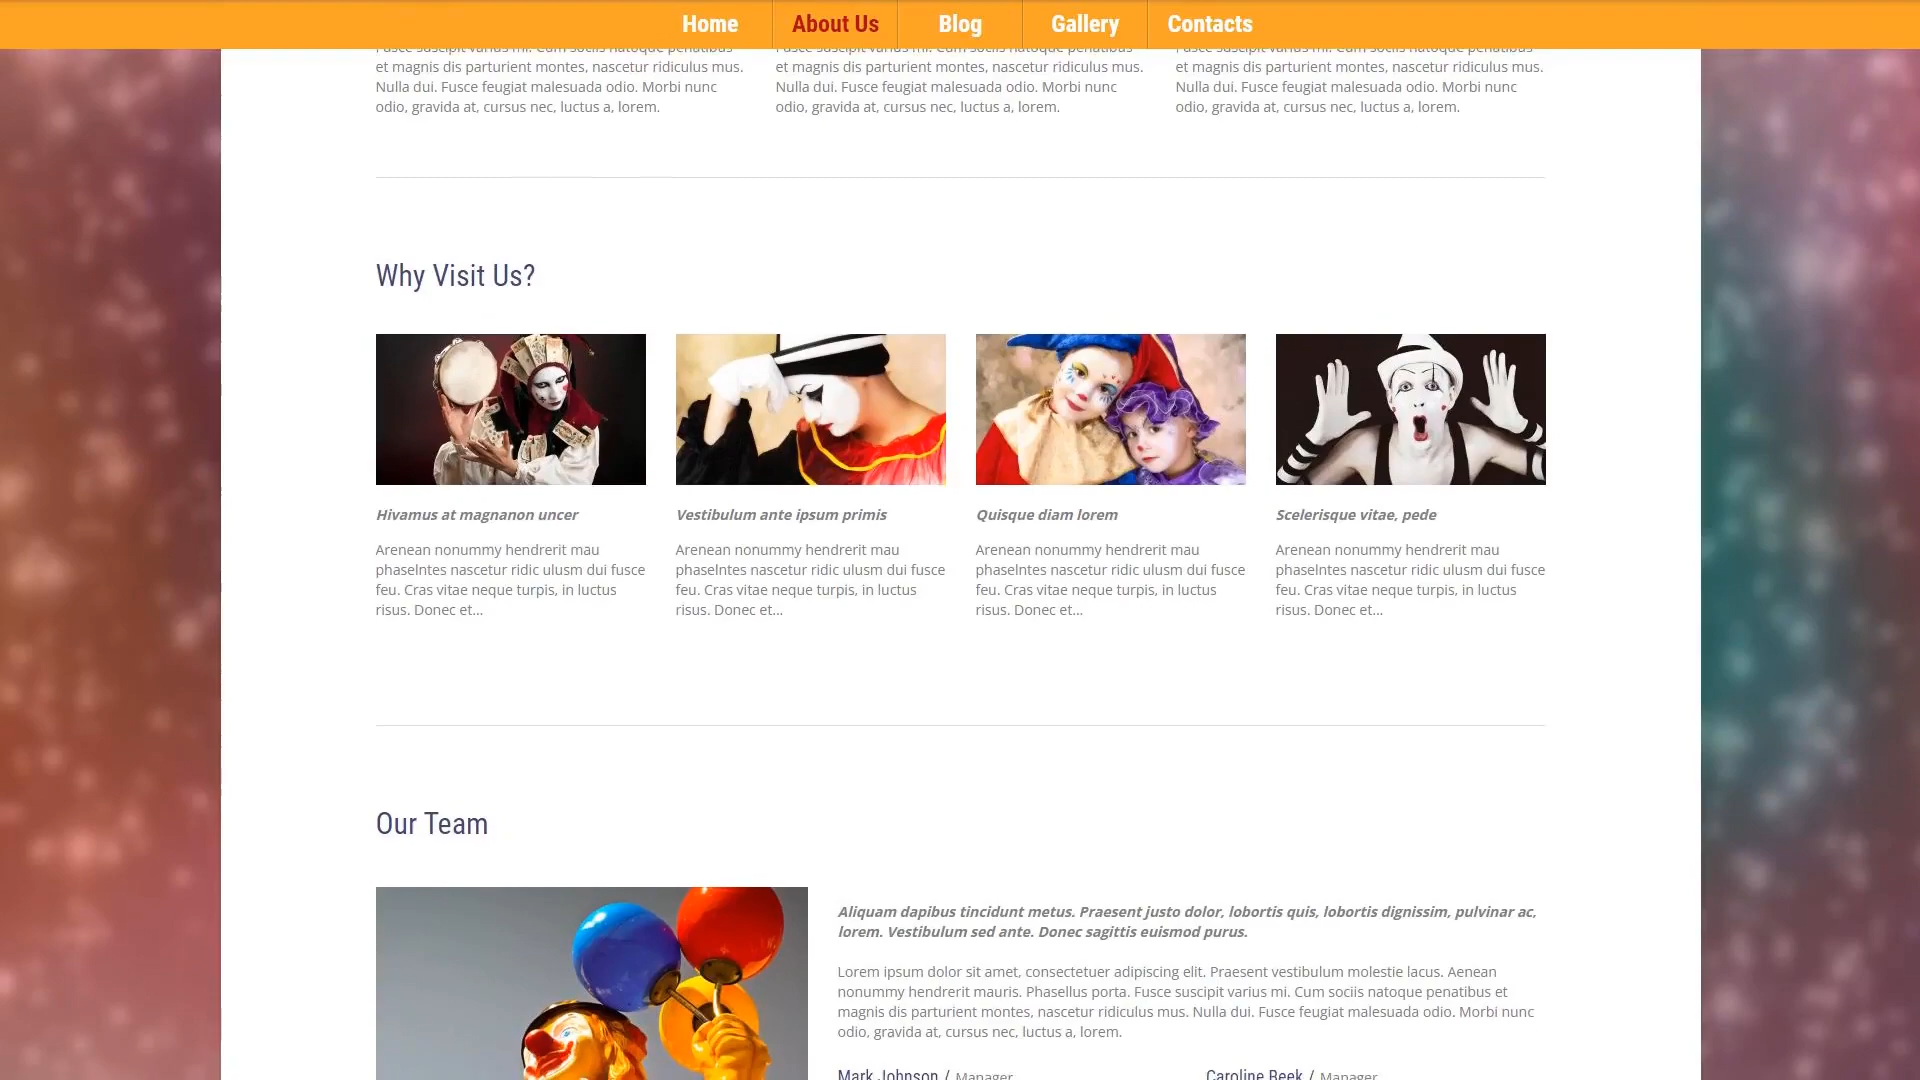 Home About Us Blog Gallery Contacts
Fusce suscipit varius mi. Cum sociis natoque penatibus
et magnis dis parturient montes, nascetur ridiculus mus.
Nulla dui. Fusce feugiat malesuada odio. Morbi nunc
odio, gravida at, cursus nec, luctus a, lorem.
Fusce suscipit varius mi. Cum sociis natoque penatibus
et magnis dis parturient montes, nascetur ridiculus mus.
Nulla dui. Fusce feugiat malesuada odio. Morbi nunc
odio, gravida at, cursus nec, luctus a, lorem.
Fusce suscipit varius mi. Cum sociis natoque penatibus
et magnis dis parturient montes, nascetur ridiculus mus.
Nulla dui. Fusce feugiat malesuada odio. Morbi nunc
odio, gravida at, cursus nec, luctus a, lorem.
Why Visit Us?
Hivamus at magnanon uncer
Arenean nonummy hendrerit mau
phaselntes nascetur ridic ulusm dui fusce
feu. Cras vitae neque turpis, in luctus
risus. Donec et...
Vestibulum ante ipsum primis
Arenean nonummy hendrerit mau
phaselntes nascetur ridic ulusm dui fusce
feu. Cras vitae neque turpis, in luctus
risus. Donec et...
Quisque diam lorem
Arenean nonummy hendrerit mau
phaselntes nascetur ridic ulusm dui fusce
feu. Cras vitae neque turpis, in luctus
risus. Donec et...
Scelerisque vitae, pede
Arenean nonummy hendrerit mau
phaselntes nascetur ridic ulusm dui fusce
feu. Cras vitae neque turpis, in luctus
risus. Donec et...
Our Team
Aliquam dapibus tincidunt metus. Praesent justo dolor, lobortis quis, lobortis dignissim, pulvinar ac,
lorem. Vestibulum sed ante. Donec sagittis euismod purus.
Lorem ipsum dolor sit amet, consectetuer adipiscing elit. Praesent vestibulum molestie lacus. Aenean
nonummy hendrerit mauris. Phasellus porta. Fusce suscipit varius mi. Cum sociis natoque penatibus et
magnis dis parturient montes, nascetur ridiculus mus. Nulla dui. Fusce feugiat malesuada odio. Morbi nunc
odio, gravida at, cursus nec, luctus a, lorem.
Mark Johnson / Manager
Caroline Beek / Manager